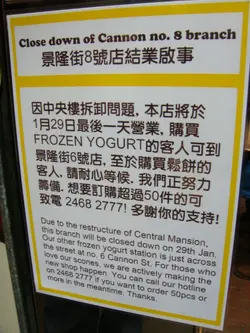 Close down of Cannon no. 8 branch
景隆街8號店結業啟事
因中央樓拆卸問題, 本店將於
1月29日最後一天營業, 購買
FROZEN YOGURT的客人可到
景隆街6號店, 至於購買鬆餅的
客人, 請耐心等候. 我們正努力
籌備. 想要訂購超過50件的可
致電 2468 2777! 多謝你的支持!
Due to the restructure of Central Mansion,
this branch will be closed down on 29th Jan.
Our other frozen yogurt station is just across
the street at no. 6 Cannon St. For those who
love our scones, we are actively making the
new shop happen. You can call our hotline
on 2468 2777 if you want to order 50pcs or
more in the meantime. Thanks.